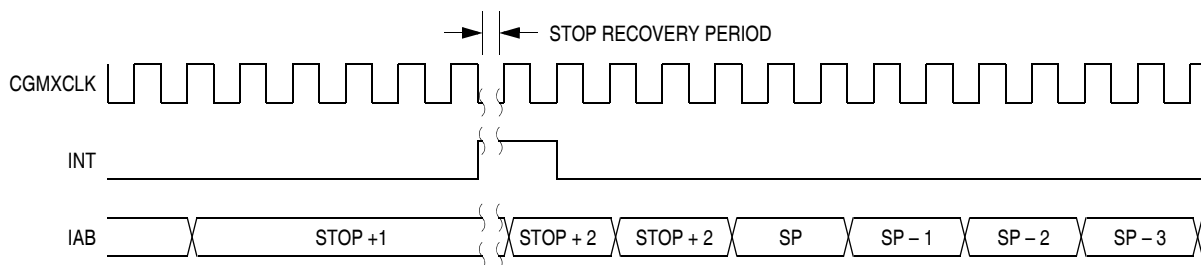 STOP RECOVERY PERIOD
CGMXCLK
INT
IAB STOP +1 STOP + 2 STOP + 2 SP SP – 1 SP – 2 SP – 3